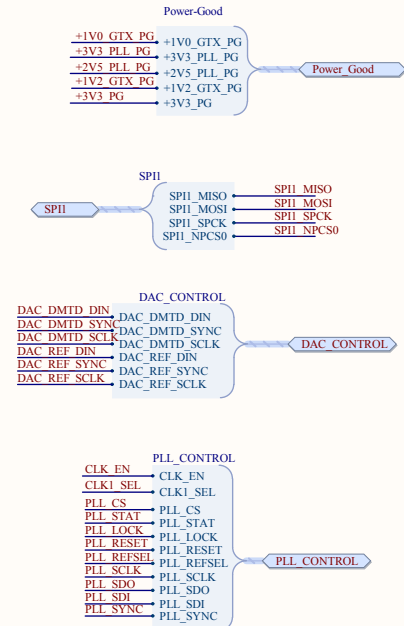 Power-Good
+1V0_GTX_PG +1V0_GTX_PG
+3V3_PLL_PG +3V3_PLL_PG
+2V5_PLL_PG +2V5_PLL_PG Power_Good
+1V2_GTX_PG +1V2_GTX_PG
+3V3_PG +3V3_PG
SPI1
SPI1_MISO SPI1_MISO
SPI1 SPI1_MOSI SPI1_MOSI
SPI1_SPCK SPI1_SPCK
SPI1_NPCS0 SPI1_NPCS0
DAC_CONTROL
DAC_DMTD_DIN DAC_DMTD_DIN
DAC_DMTD_SYNC DAC_DMTD_SYNC
DAC_DMTD_SCLK DAC_DMTD_SCLK DAC_CONTROL
DAC_REF_DIN DAC_REF_DIN
DAC_REF_SYNC DAC_REF_SYNC
DAC_REF_SCLK DAC_REF_SCLK
PLL_CONTROL
CLK_EN CLK_EN
CLK1_SEL CLK1_SEL
PLL_CS PLL_CS
PLL_STAT PLL_STAT
PLL_LOCK PLL_LOCK
PLL_RESET PLL_RESET
PLL_REFSEL PLL_REFSEL PLL_CONTROL
PLL_SCLK PLL_SCLK
PLL_SDO PLL_SDO
PLL_SDI PLL_SDI
PLL_SYNC PLL_SYNC